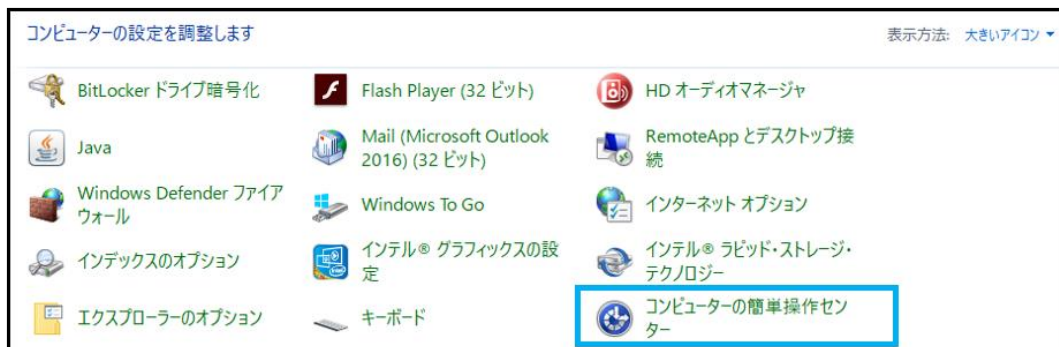 コンピューターの設定を調整します
表示方法: 大きいアイコン
BitLocker ドライブ暗号化
Flash Player (32 ビット)
HD オーディオマネージャ
Java
Mail (Microsoft Outlook
2016) (32 ビット)
RemoteApp とデスクトップ接
続
Windows Defender ファイア
ウォール
Windows To Go
インターネット オプション
インデックスのオプション
インテル® グラフィックスの設
定
インテル® ラピッド・ストレージ・
テクノロジー
エクスプローラーのオプション
キーボード
コンピューターの簡単操作セン
ター